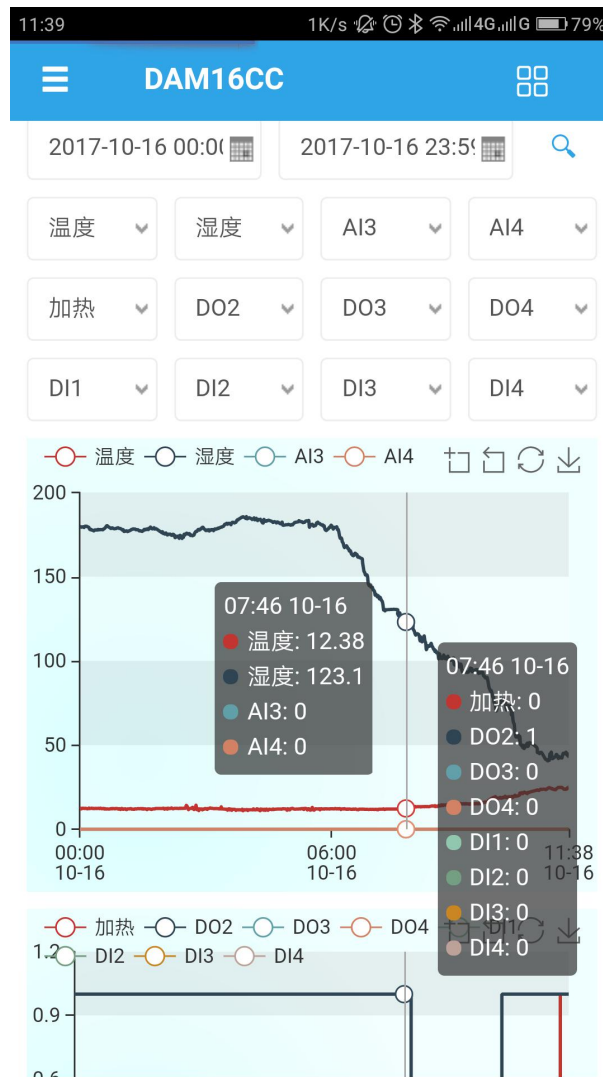 11:39 1K/s 4G G 79%
DAM16CC
2017-10-16 00:0 2017-10-16 23:5
温度 湿度 AI3 AI4
加热 DO2 DO3 DO4
DI1 DI2 DI3 DI4
温度 湿度 AI3 AI4
200
150
100
50
0
00:00 06:00 11:38
10-16 10-16 10-16
07:46 10-16
温度: 12.38
湿度: 123.1
AI3: 0
AI4: 0
07:46 10-16
加热: 0
DO2: 1
DO3: 0
DO4: 0
DI1: 0
DI2: 0
DI3: 0
DI4: 0
加热 DO2 DO3 DO4 DI1
DI2 DI3 DI4
1.2
0.9
0.6